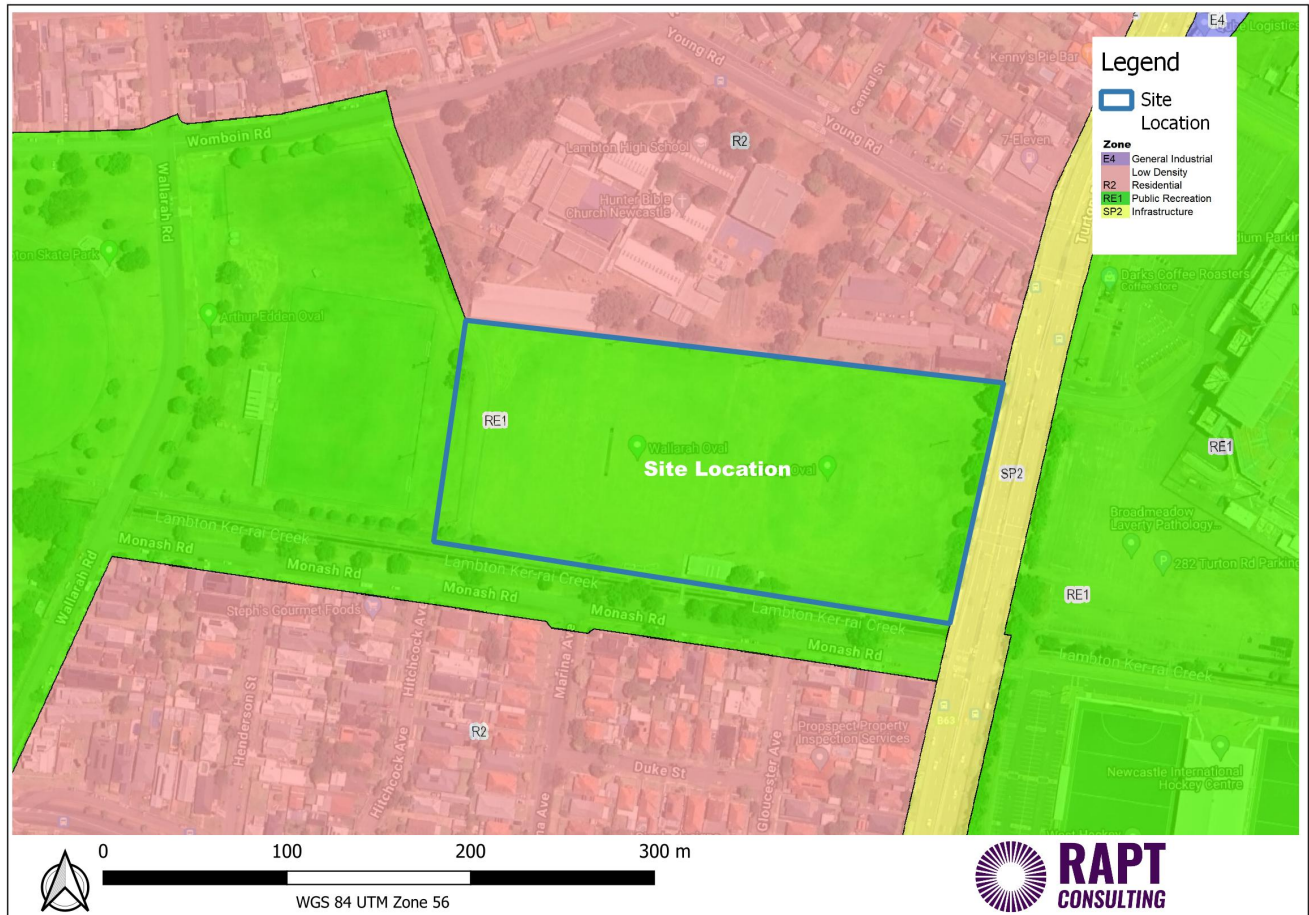 E4
Logistics
Young Rd
Kenny's Pie Bar
Central St
Legend
Site
Location
Zone
E4 General Industrial
Low Density
R2 Residential
RE1 Public Recreation
SP2 Infrastructure
Womboin Rd
Young Rd
7-Eleven
R2
Lambton High School
Wallarah Rd
Hunter Bible
Church Newcastle
Skate Park
Darks Coffee Roasters
Coffee store
Arthur Edden Oval
RE1
Wallarah Oval
Site Location
Oval
SP2
RE1
Broadmeadow
Laverty Pathology...
282 Turton Rd Parking
Lambton Ker-rai Creek
Monash Rd
Monash Rd
Lambton Ker-rai Creek
Monash Rd
Monash Rd
Lambton Ker-rai Creek
Monash Rd
RE1
Lambton Ker-rai Creek
Wallarah Rd
Steph's Gourmet Foods
Henderson St
Hitchcock Ave
Hitchcock Ave
Marina Ave
R2
Duke St
Gloucester Ave
Propspect Property
Inspection Services
B63
Newcastle International
Hockey Centre
0 100 200 300 m
WGS 84 UTM Zone 56
RAPT
CONSULTING